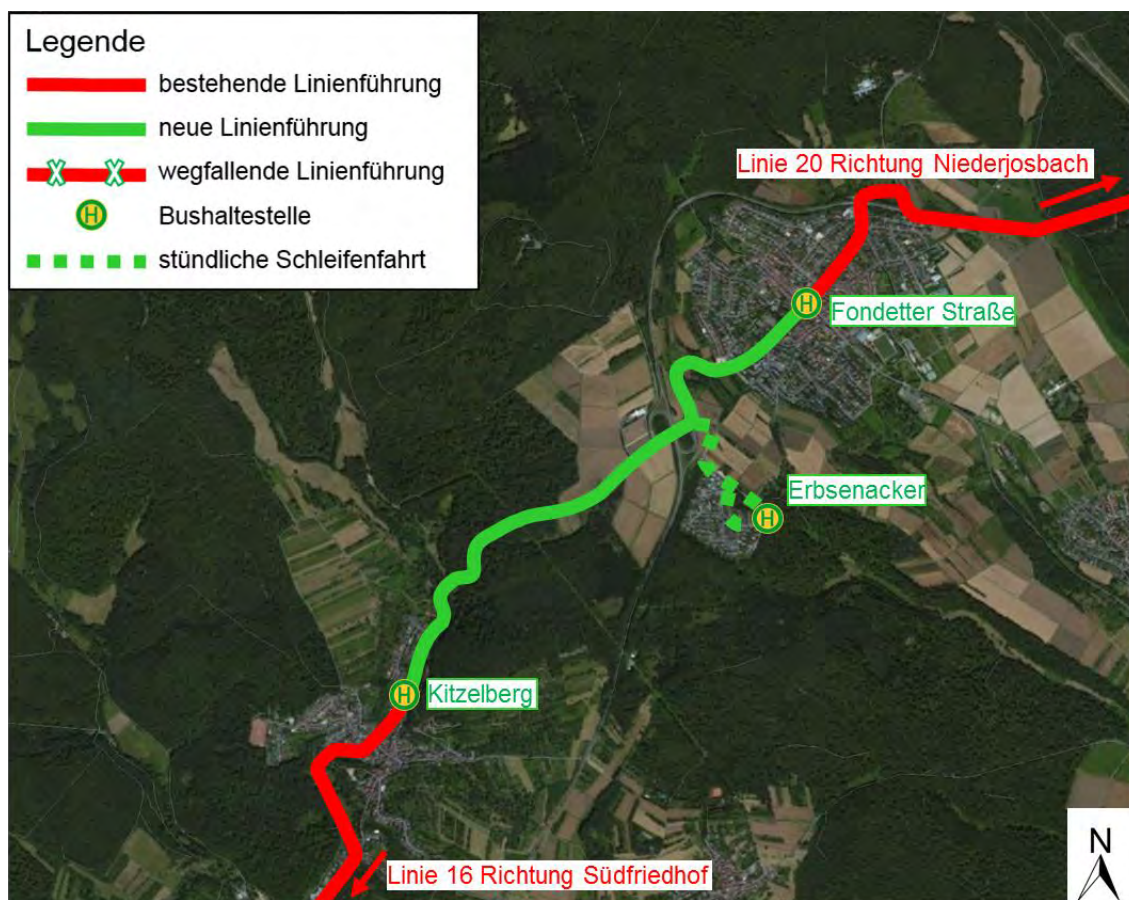 Legende
bestehende Linienführung
neue Linienführung
wegfallende Linienführung
H Bushaltestelle
stündliche Schleifenfahrt
Linie 20 Richtung Niederjosbach
H Fondetter Straße
Erbsenacker
H
H Kitzelberg
Linie 16 Richtung Südfriedhof
N